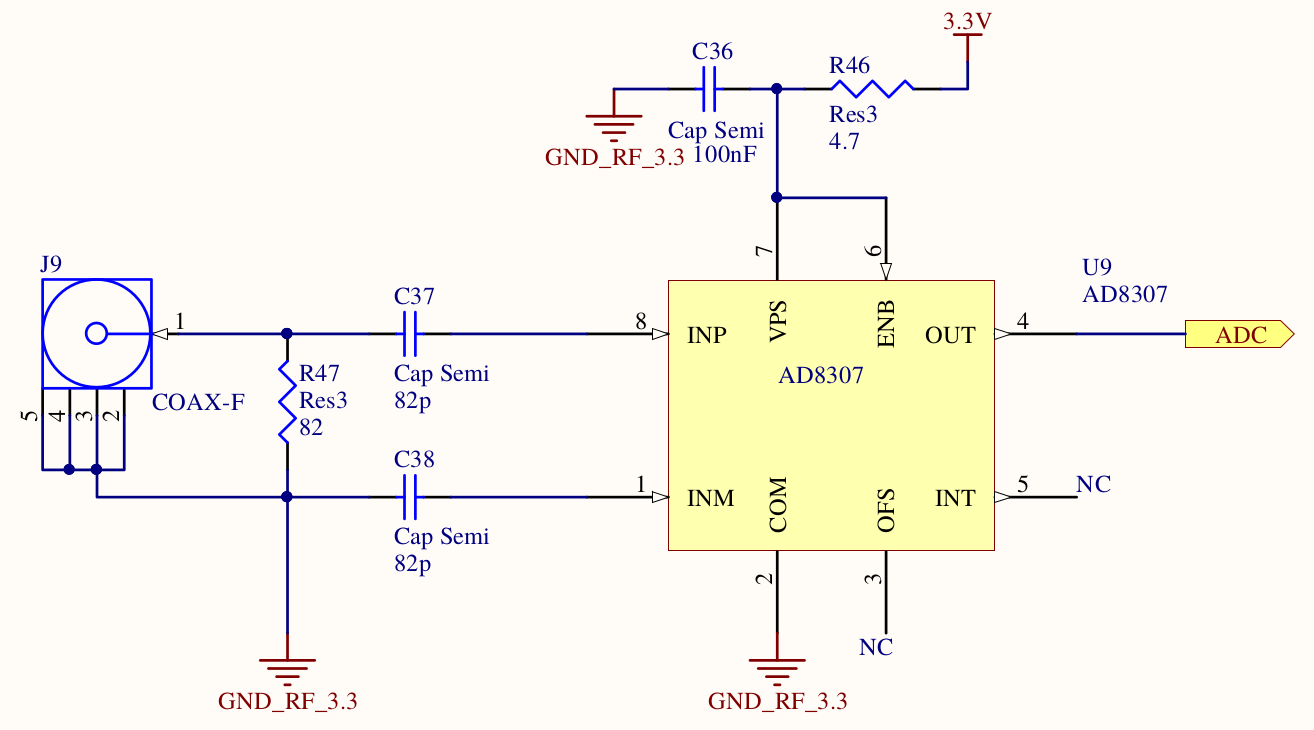 3.3V
C36
R46
Cap Semi
100nF
Res3
4.7
GND_RF_3.3
J9
1
5
4
3
2
COAX-F
R47
Res3
82
C37
Cap Semi
82p
C38
Cap Semi
82p
GND_RF_3.3
7
6
8
1
INP
VPS
ENB
OUT
AD8307
INM
COM
OFS
INT
2
3
4
5
U9
AD8307
ADC
NC
NC
GND_RF_3.3